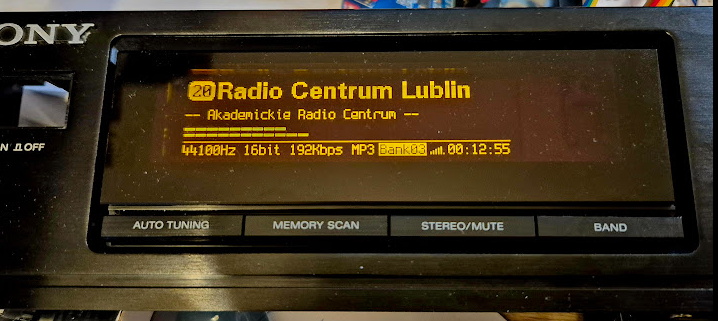 ONY
20 Radio Centrum Lublin
-- Akademickie Radio Centrum --
44100Hz 16bit 192Kbps MP3 Bank03 00:12:55
N OFF
AUTO TUNING MEMORY SCAN STEREO/MUTE BAND